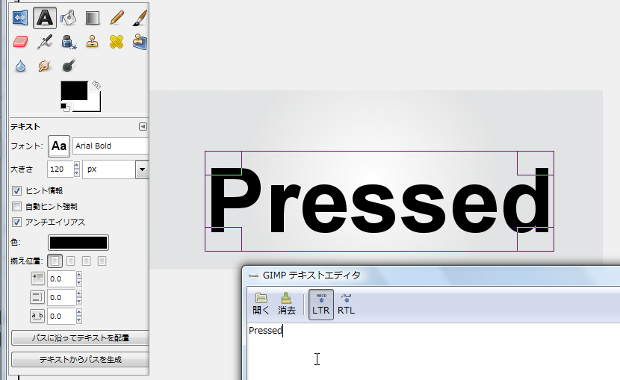 テキスト
フォント: Aa Arial Bold
大きさ 120 px
ヒント情報
自動ヒント強制
アンチエイリアス
色:
揃え位置:
0.0
0.0
a_b 0.0
パスに沿ってテキストを配置
テキストからパスを生成
Pressed
GIMP テキストエディタ
開く 消去 LTR RTL
Pressed